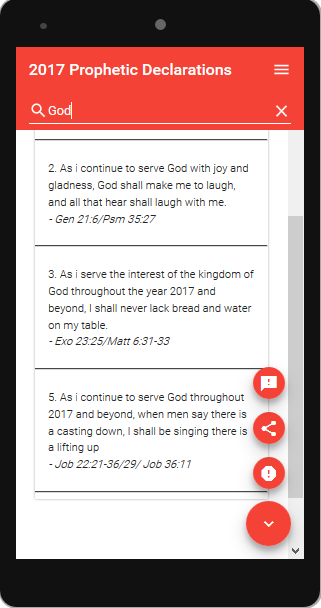 2017 Prophetic Declarations
God
2. As i continue to serve God with joy and
gladness, God shall make me to laugh,
and all that hear shall laugh with me.
- Gen 21:6/Psm 35:27
3. As i serve the interest of the kingdom of
God throughout the year 2017 and
beyond, I shall never lack bread and water
on my table.
- Exo 23:25/Matt 6:31-33
5. As i continue to serve God throughout
2017 and beyond, when men say there is
a casting down, I shall be singing there is
a lifting up
- Job 22:21-36/29/ Job 36:11